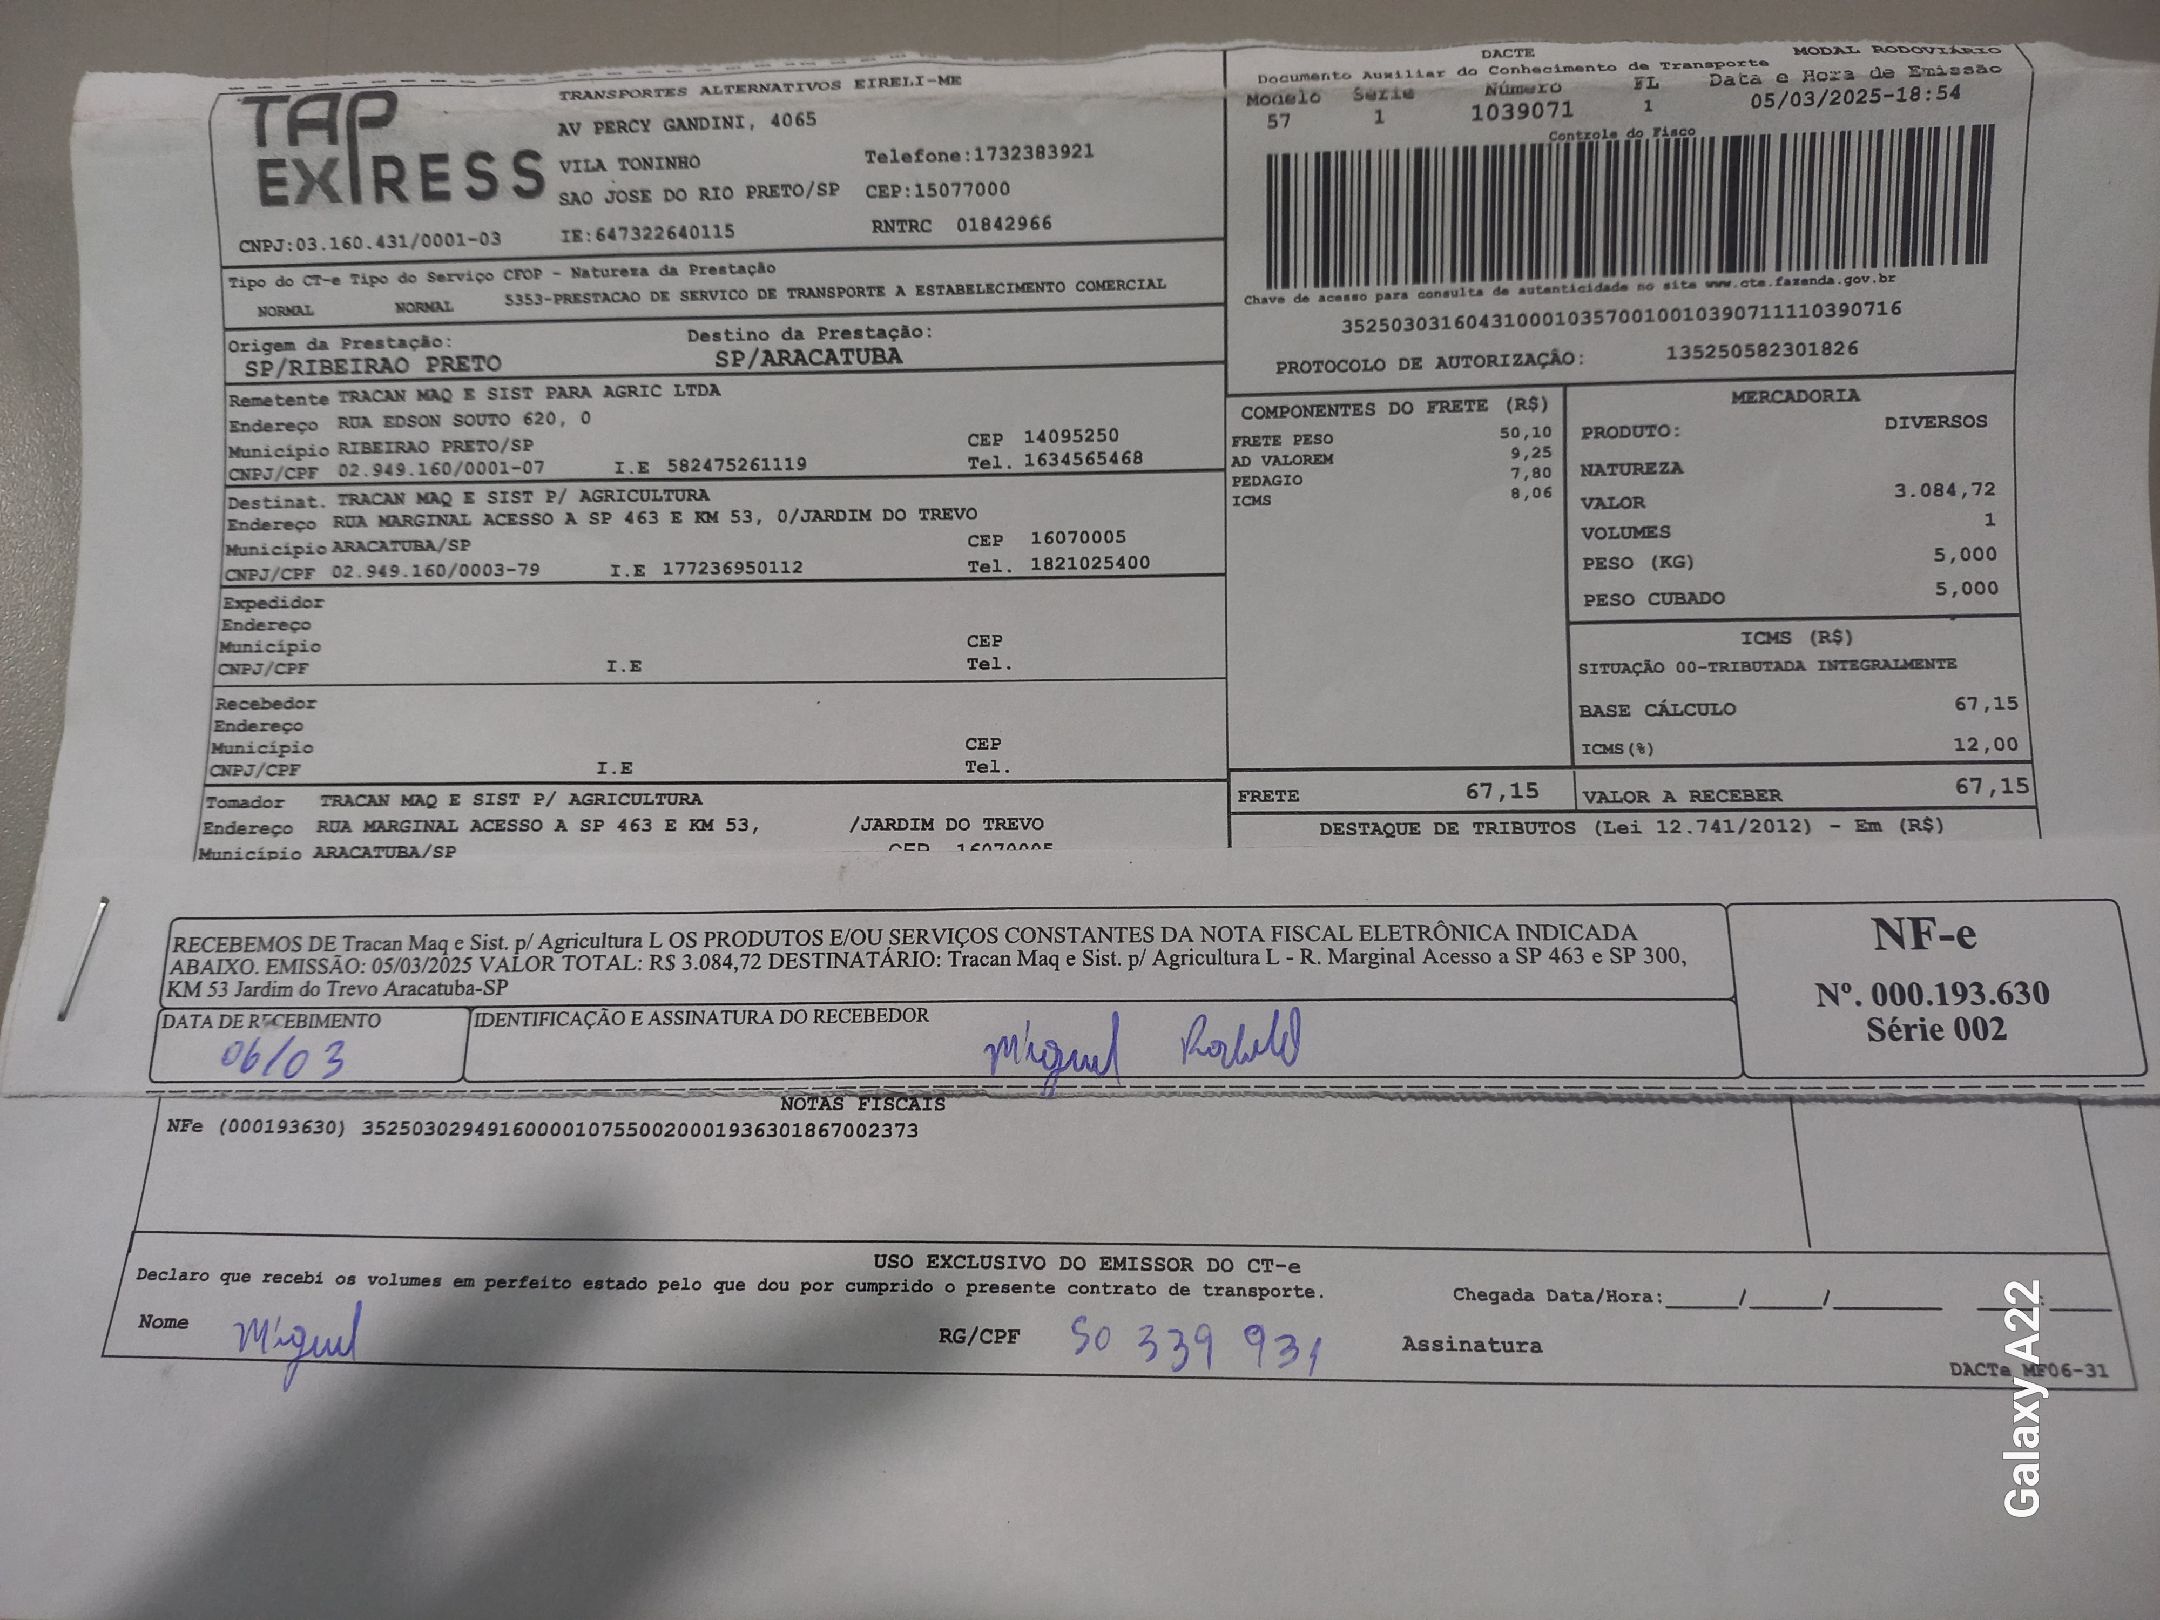 TAP EXPRESS
TRANSPORTES ALTERNATIVOS EIRELI-ME
AV PERCY GANDINI, 4065
VILA TONINHO Telefone:1732383921
SAO JOSE DO RIO PRETO/SP CEP:15077000
CNPJ:03.160.431/0001-03 IE:647322640115 RNTRC 01842966
DACTE MODAL RODOVIÁRIO
Documento Auxiliar do Conhecimento de Transporte
Modelo Série Número FL Data e Hora de Emissão
57 1 1039071 1 05/03/2025-18:54
Controle do Fisco
Chave de acesso para consulta de autenticidade no site www.cte.fazenda.gov.br
35250303160431000103570010010390711110390716
PROTOCOLO DE AUTORIZAÇÃO: 135250582301826
Tipo do CT-e Tipo do Serviço CFOP - Natureza da Prestação
NORMAL NORMAL 5353-PRESTACAO DE SERVICO DE TRANSPORTE A ESTABELECIMENTO COMERCIAL
Origem da Prestação: Destino da Prestação:
SP/RIBEIRAO PRETO SP/ARACATUBA
Remetente TRACAN MAQ E SIST PARA AGRIC LTDA
Endereço RUA EDSON SOUTO 620, 0
Município RIBEIRAO PRETO/SP CEP 14095250
CNPJ/CPF 02.949.160/0001-07 I.E 582475261119 Tel. 1634565468
Destinat. TRACAN MAQ E SIST P/ AGRICULTURA
Endereço RUA MARGINAL ACESSO A SP 463 E KM 53, 0/JARDIM DO TREVO
Município ARACATUBA/SP CEP 16070005
CNPJ/CPF 02.949.160/0003-79 I.E 177236950112 Tel. 1821025400
Expedidor
Endereço
Município CEP
CNPJ/CPF I.E Tel.
Recebedor
Endereço
Município CEP
CNPJ/CPF I.E Tel.
Tomador TRACAN MAQ E SIST P/ AGRICULTURA
Endereço RUA MARGINAL ACESSO A SP 463 E KM 53, /JARDIM DO TREVO
Município ARACATUBA/SP CEP 16070005
COMPONENTES DO FRETE (R$)
FRETE PESO 50,10
AD VALOREM 9,25
PEDAGIO 7,80
ICMS 8,06
MERCADORIA
PRODUTO: DIVERSOS
NATUREZA
VALOR 3.084,72
VOLUMES 1
PESO (KG) 5,000
PESO CUBADO 5,000
ICMS (R$)
SITUAÇÃO 00-TRIBUTADA INTEGRALMENTE
BASE CÁLCULO 67,15
ICMS(%) 12,00
FRETE 67,15 VALOR A RECEBER 67,15
DESTAQUE DE TRIBUTOS (Lei 12.741/2012) - Em (R$)
RECEBEMOS DE Tracan Maq e Sist. p/ Agricultura L OS PRODUTOS E/OU SERVIÇOS CONSTANTES DA NOTA FISCAL ELETRÔNICA INDICADA
ABAIXO. EMISSÃO: 05/03/2025 VALOR TOTAL: R$ 3.084,72 DESTINATÁRIO: Tracan Maq e Sist. p/ Agricultura L - R. Marginal Acesso a SP 463 e SP 300,
KM 53 Jardim do Trevo Aracatuba-SP
DATA DE RECEBIMENTO IDENTIFICAÇÃO E ASSINATURA DO RECEBEDOR
06/03 Miguel
NF-e
Nº. 000.193.630
Série 002
NOTAS FISCAIS
NFe (000193630) 35250302949160000107550020001936301867002373
USO EXCLUSIVO DO EMISSOR DO CT-e
Declaro que recebi os volumes em perfeito estado pelo que dou por cumprido o presente contrato de transporte.
Chegada Data/Hora:_____/_____/_______ ___:____
Nome Miguel RG/CPF 50 339 931 Assinatura
DACTe MF06-31
Galaxy A22